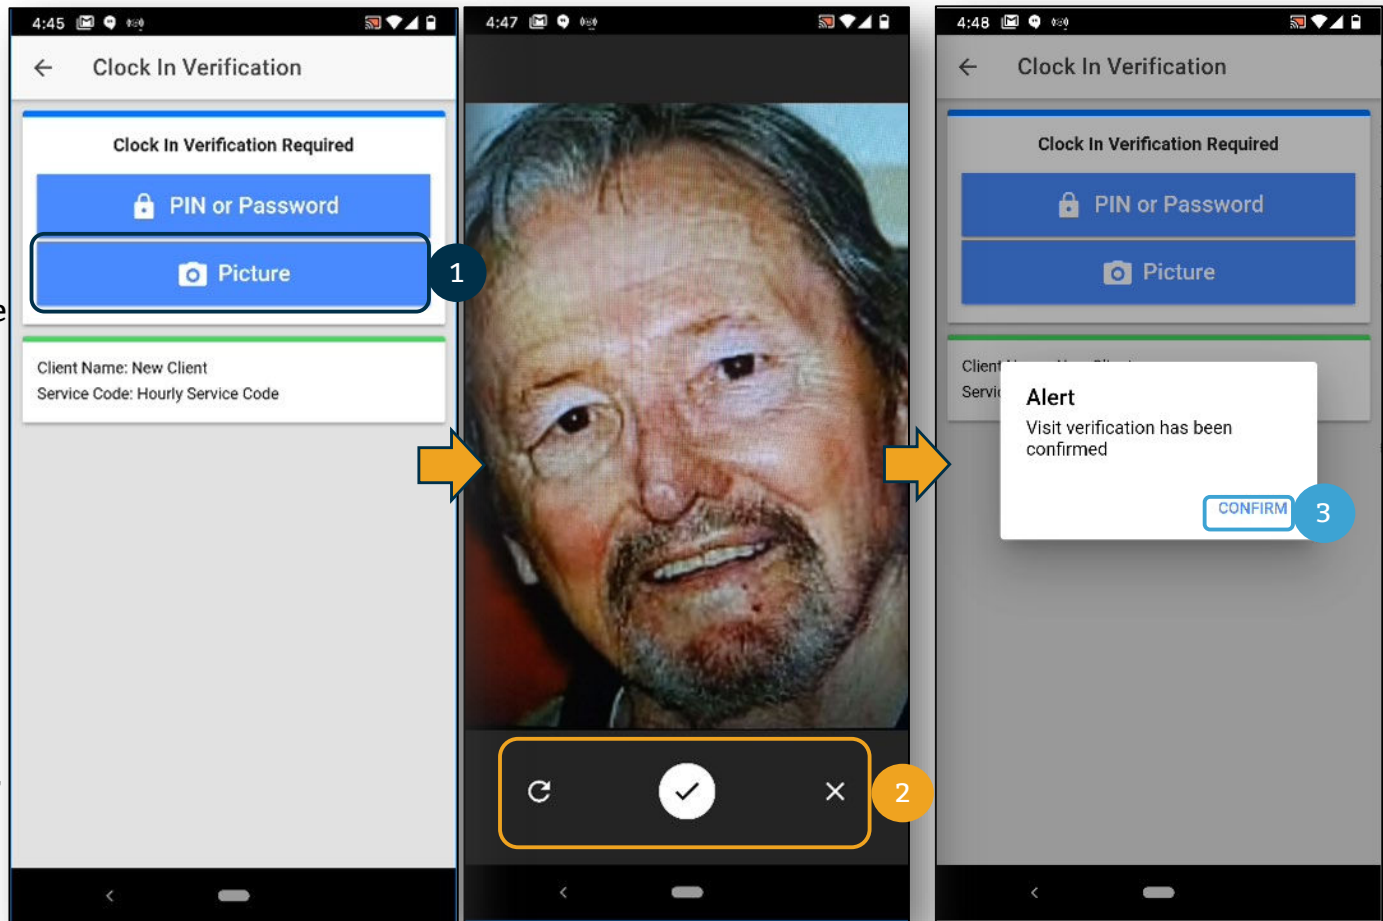 4:45
Clock In Verification
Clock In Verification Required
PIN or Password
Picture
1
Client Name: New Client
Service Code: Hourly Service Code
e
4:47
2
4:48
Clock In Verification
Clock In Verification Required
PIN or Password
Picture
Client
Servi
Alert
Visit verification has been
confirmed
CONFIRM
3